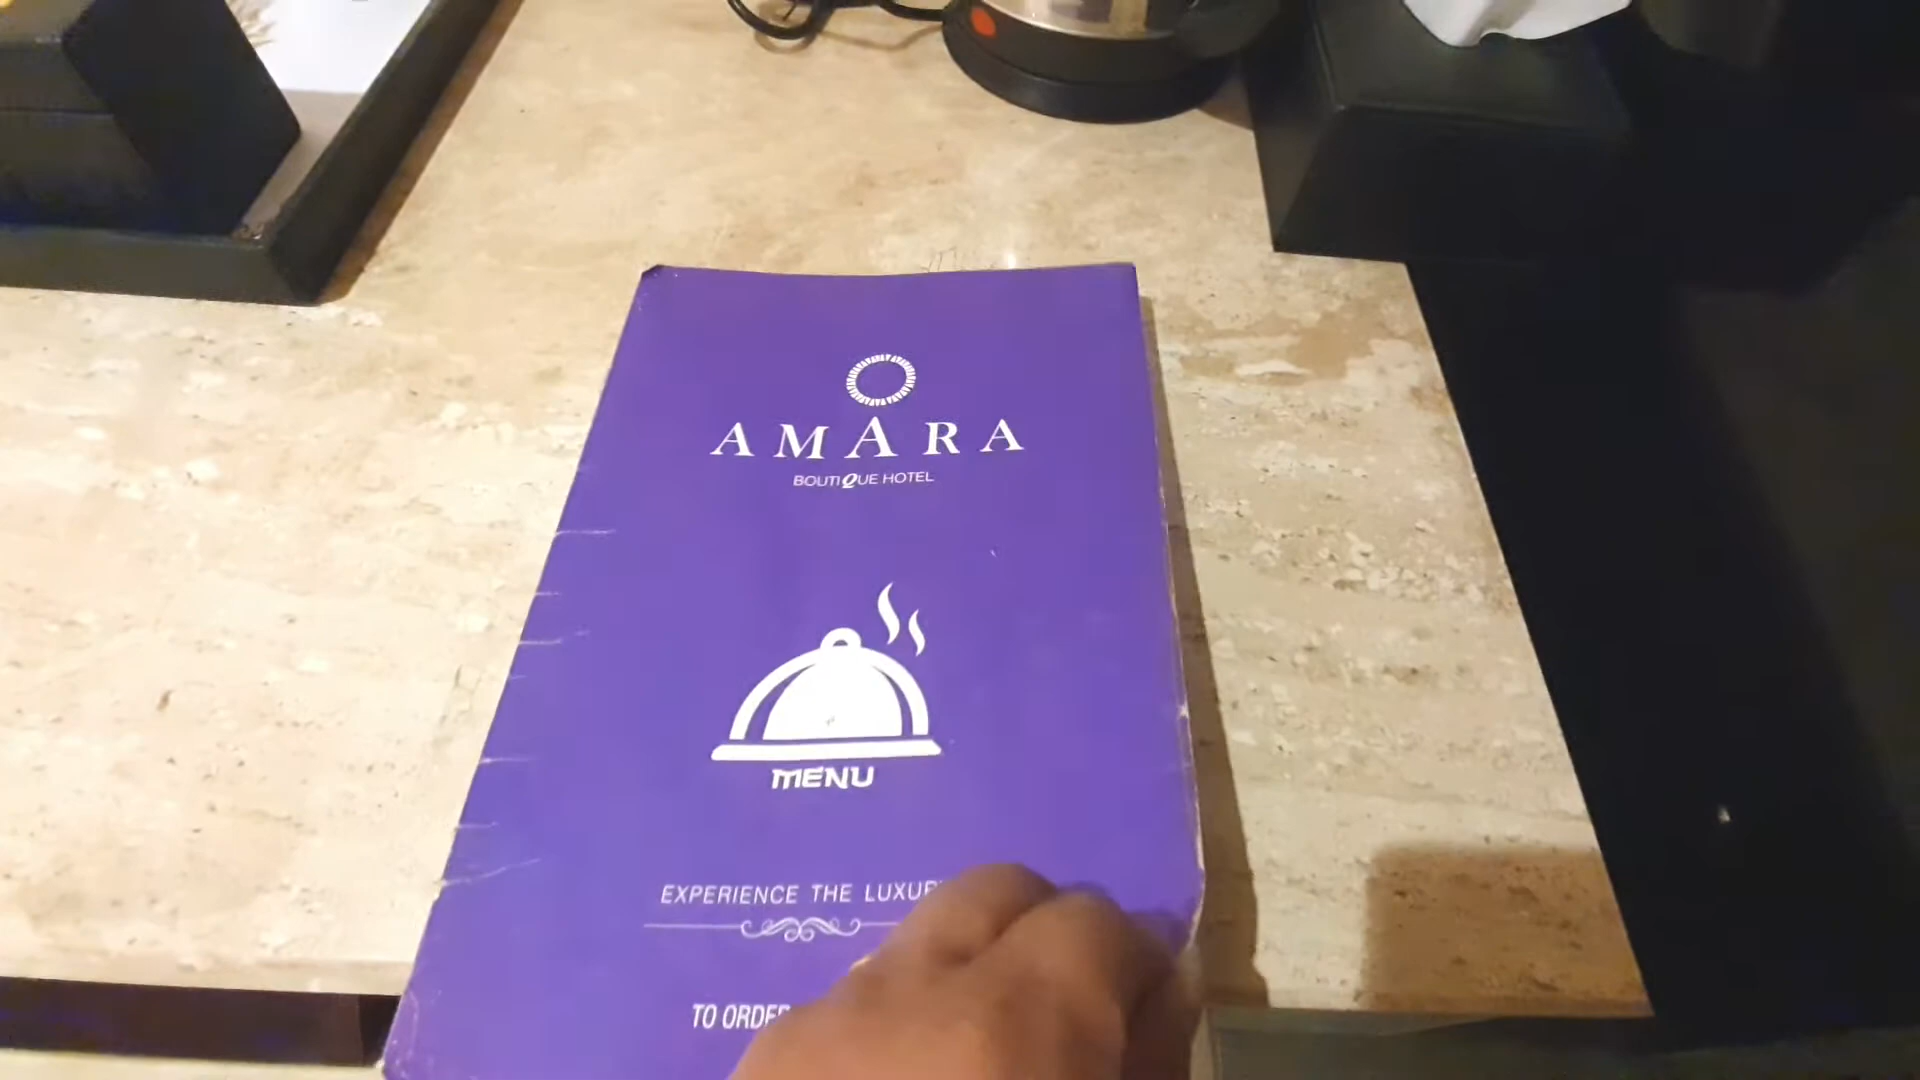 AMARA
BOUTIQUE HOTEL
MENU
EXPERIENCE THE
TO